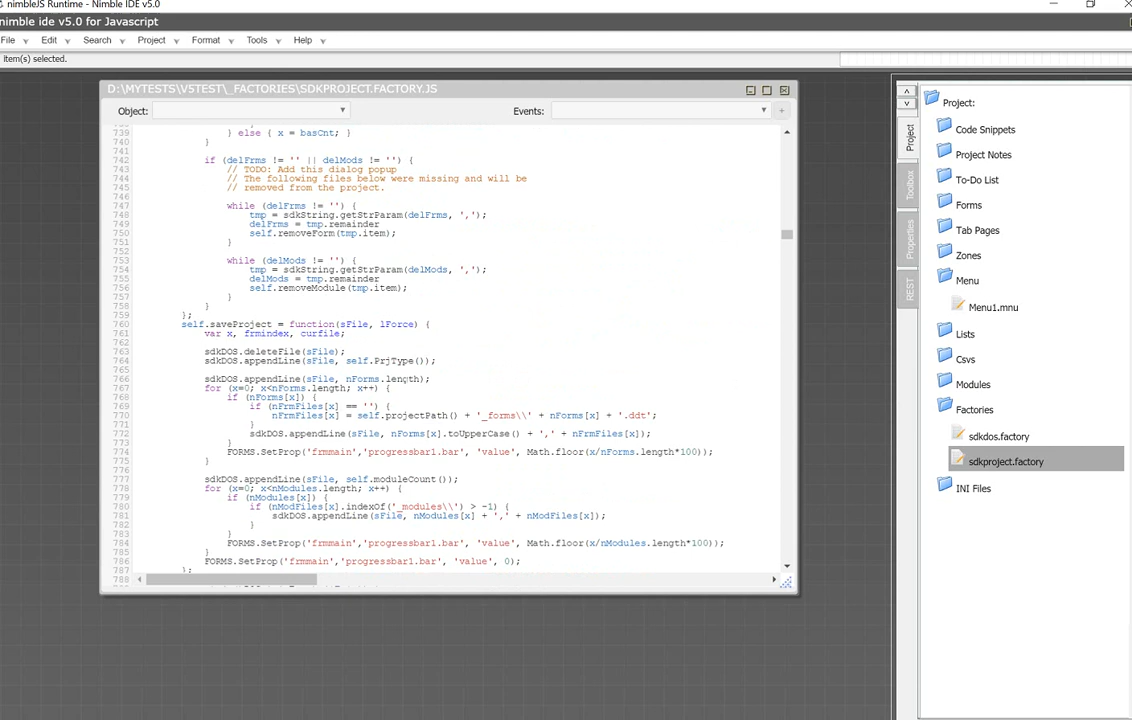 nimbleJS Runtime - Nimble IDE v5.0
nimble ide v5.0 for Javascript
File Edit Search Project Format Tools Help
item(s) selected.
D:\MYTESTS\V5TEST\_FACTORIES\SDKPROJECT.FACTORY.JS
Object: Events: +
739 } else { x = basCnt; }
740 }
741
742 if (delFrms != '' || delMods != '') {
743 // TODO: Add this dialog popup
744 // The following files below were missing and will be
745 // removed from the project.
746
747 while (delFrms != '') {
748 tmp = sdkString.getStrParam(delFrms, ',');
749 delFrms = tmp.remainder
750 self.removeForm(tmp.item);
751 }
752
753 while (delMods != '') {
754 tmp = sdkString.getStrParam(delMods, ',');
755 delMods = tmp.remainder
756 self.removeModule(tmp.item);
757 }
758 }
759 };
760 self.saveProject = function(sFile, lForce) {
761 var x, frmindex, curfile;
762
763 sdkDOS.deleteFile(sFile);
764 sdkDOS.appendLine(sFile, self.PrjType());
765
766 sdkDOS.appendLine(sFile, nForms.length);
767 for (x=0; x<nForms.length; x++) {
768 if (nForms[x]) {
769 if (nFrmFiles[x] == '') {
770 nFrmFiles[x] = self.projectPath() + '_forms\\' + nForms[x] + '.ddt';
771 }
772 sdkDOS.appendLine(sFile, nForms[x].toUpperCase() + ',' + nFrmFiles[x]);
773 }
774 FORMS.SetProp('frmmain','progressbar1.bar', 'value', Math.floor(x/nForms.length*100));
775 }
776
777 sdkDOS.appendLine(sFile, self.moduleCount());
778 for (x=0; x<nModules.length; x++) {
779 if (nModules[x]) {
780 if (nModFiles[x].indexOf('_modules\\') > -1) {
781 sdkDOS.appendLine(sFile, nModules[x] + ',' + nModFiles[x]);
782 }
783 }
784 FORMS.SetProp('frmmain','progressbar1.bar', 'value', Math.floor(x/nModules.length*100));
785 }
786 FORMS.SetProp('frmmain','progressbar1.bar', 'value', 0);
787 };
788
Project
Toolbox
Properties
REST
Project:
Code Snippets
Project Notes
To-Do List
Forms
Tab Pages
Zones
Menu
Menu1.mnu
Lists
Csvs
Modules
Factories
sdkdos.factory
sdkproject.factory
INI Files